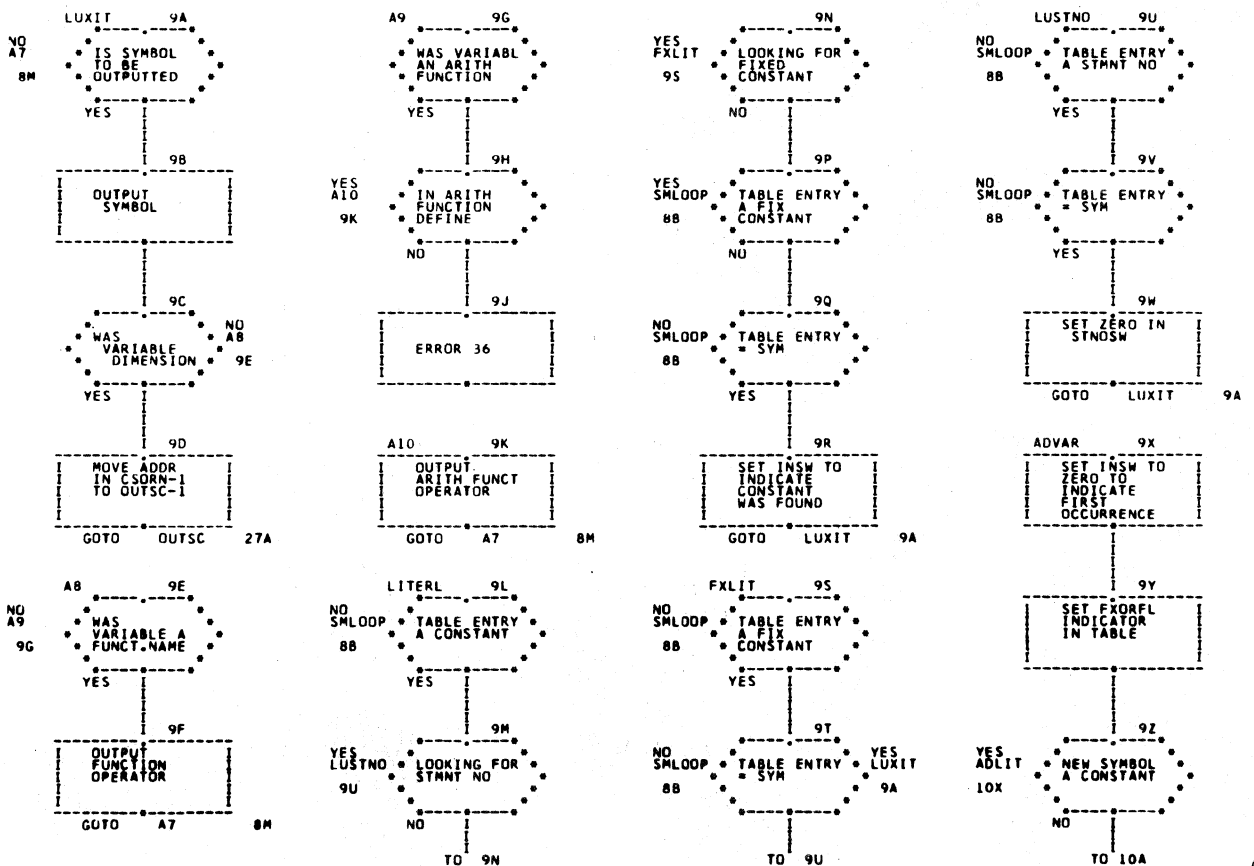 LUXIT 9A
NO
A7
8M
IS SYMBOL
TO BE
OUTPUTTED
YES
9B
OUTPUT
SYMBOL
9C
WAS
VARIABLE
DIMENSION
NO
A8
9E
YES
9D
MOVE ADDR
IN CSORN-1
TO OUTSC-1
GOTO OUTSC 27A
A8 9E
NO
A9
9G
WAS
VARIABLE A
FUNCT.NAME
YES
9F
OUTPUT
FUNCTION
OPERATOR
GOTO A7 8M
A9 9G
WAS VARIABL
AN ARITH
FUNCTION
YES
9H
YES
A10
9K
IN ARITH
FUNCTION
DEFINE
NO
9J
ERROR 36
A10 9K
OUTPUT
ARITH FUNCT
OPERATOR
GOTO A7 8M
LITERL 9L
NO
SMLOOP
8B
TABLE ENTRY
A CONSTANT
YES
9M
YES
LUSTNO
9U
LOOKING FOR
STMNT NO
NO
TO 9N
9N
YES
FXLIT
9S
LOOKING FOR
FIXED
CONSTANT
NO
9P
YES
SMLOOP
8B
TABLE ENTRY
A FIX
CONSTANT
NO
9Q
NO
SMLOOP
8B
TABLE ENTRY
= SYM
YES
9R
SET INSW TO
INDICATE
CONSTANT
WAS FOUND
GOTO LUXIT 9A
FXLIT 9S
NO
SMLOOP
8B
TABLE ENTRY
A FIX
CONSTANT
YES
9T
NO
SMLOOP
8B
TABLE ENTRY
= SYM
YES
LUXIT
9A
TO 9U
LUSTNO 9U
NO
SMLOOP
8B
TABLE ENTRY
A STMNT NO
YES
9V
NO
SMLOOP
8B
TABLE ENTRY
= SYM
YES
9W
SET ZERO IN
STNOSW
GOTO LUXIT 9A
ADVAR 9X
SET INSW TO
ZERO TO
INDICATE
FIRST
OCCURRENCE
9Y
SET FXORFL
INDICATOR
IN TABLE
9Z
YES
ADLIT
10X
NEW SYMBOL
A CONSTANT
NO
TO 10A